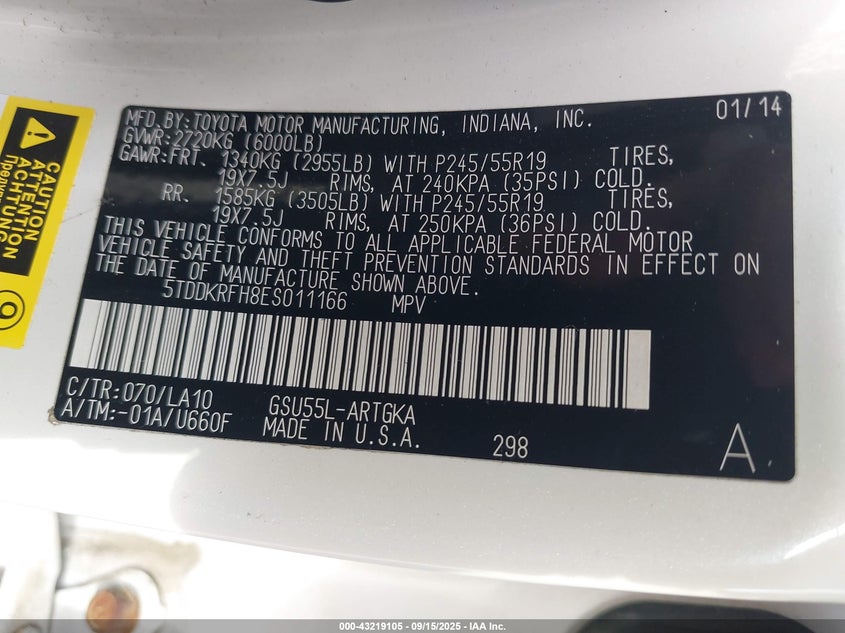 MFD.BY:TOYOTA MOTOR MANUFACTURING, INDIANA, INC. 01/14
GVWR:2720KG (6000LB)
GAWR:FRT. 1340KG (2955LB) WITH P245/55R19 TIRES,
19X7.5J RIMS, AT 240KPA (35PSI) COLD.
RR. 1585KG (3505LB) WITH P245/55R19 TIRES,
19X7.5J RIMS, AT 250KPA (36PSI) COLD.
THIS VEHICLE CONFORMS TO ALL APPLICABLE FEDERAL MOTOR
VEHICLE SAFETY AND THEFT PREVENTION STANDARDS IN EFFECT ON
THE DATE OF MANUFACTURE SHOWN ABOVE.
5TDDKRFH8ES011166 MPV
C/TR:070/LA10 GSU55L-ARTGKA
A/TM:-01A/U660F MADE IN U.S.A. 298 A
CAUTION
ATTENTION
ACHTUNG
9
000-43219105 - 09/15/2025 - IAA Inc.